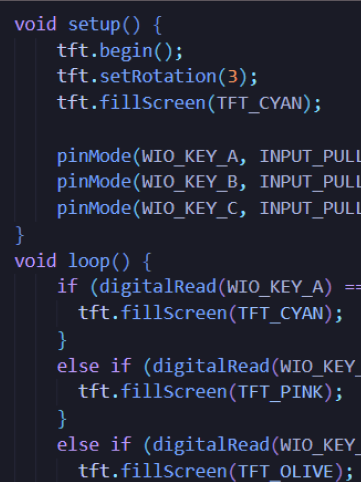 void setup() {
tft.begin();
tft.setRotation(3);
tft.fillScreen(TFT_CYAN);
pinMode(WIO_KEY_A, INPUT_PULL
pinMode(WIO_KEY_B, INPUT_PULL
pinMode(WIO_KEY_C, INPUT_PULL
}
void loop() {
if (digitalRead(WIO_KEY_A) ==
tft.fillScreen(TFT_CYAN);
}
else if (digitalRead(WIO_KEY_
tft.fillScreen(TFT_PINK);
}
else if (digitalRead(WIO_KEY_
tft.fillScreen(TFT_OLIVE);